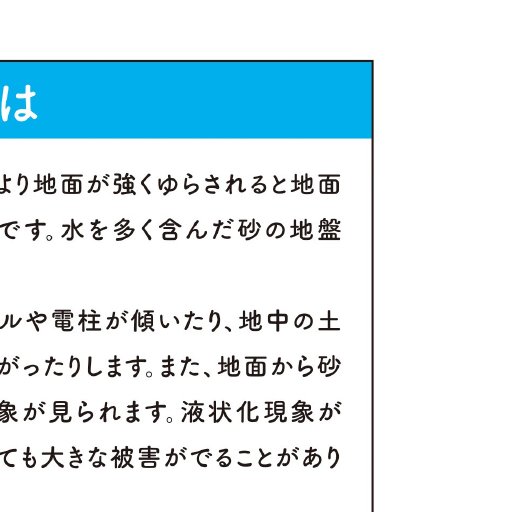 は
より地面が強くゆらされると地面
です。水を多く含んだ砂の地盤
ルや電柱が傾いたり、地中の土
がったりします。また、地面から砂
象が見られます。液状化現象が
ても大きな被害がでることがあり